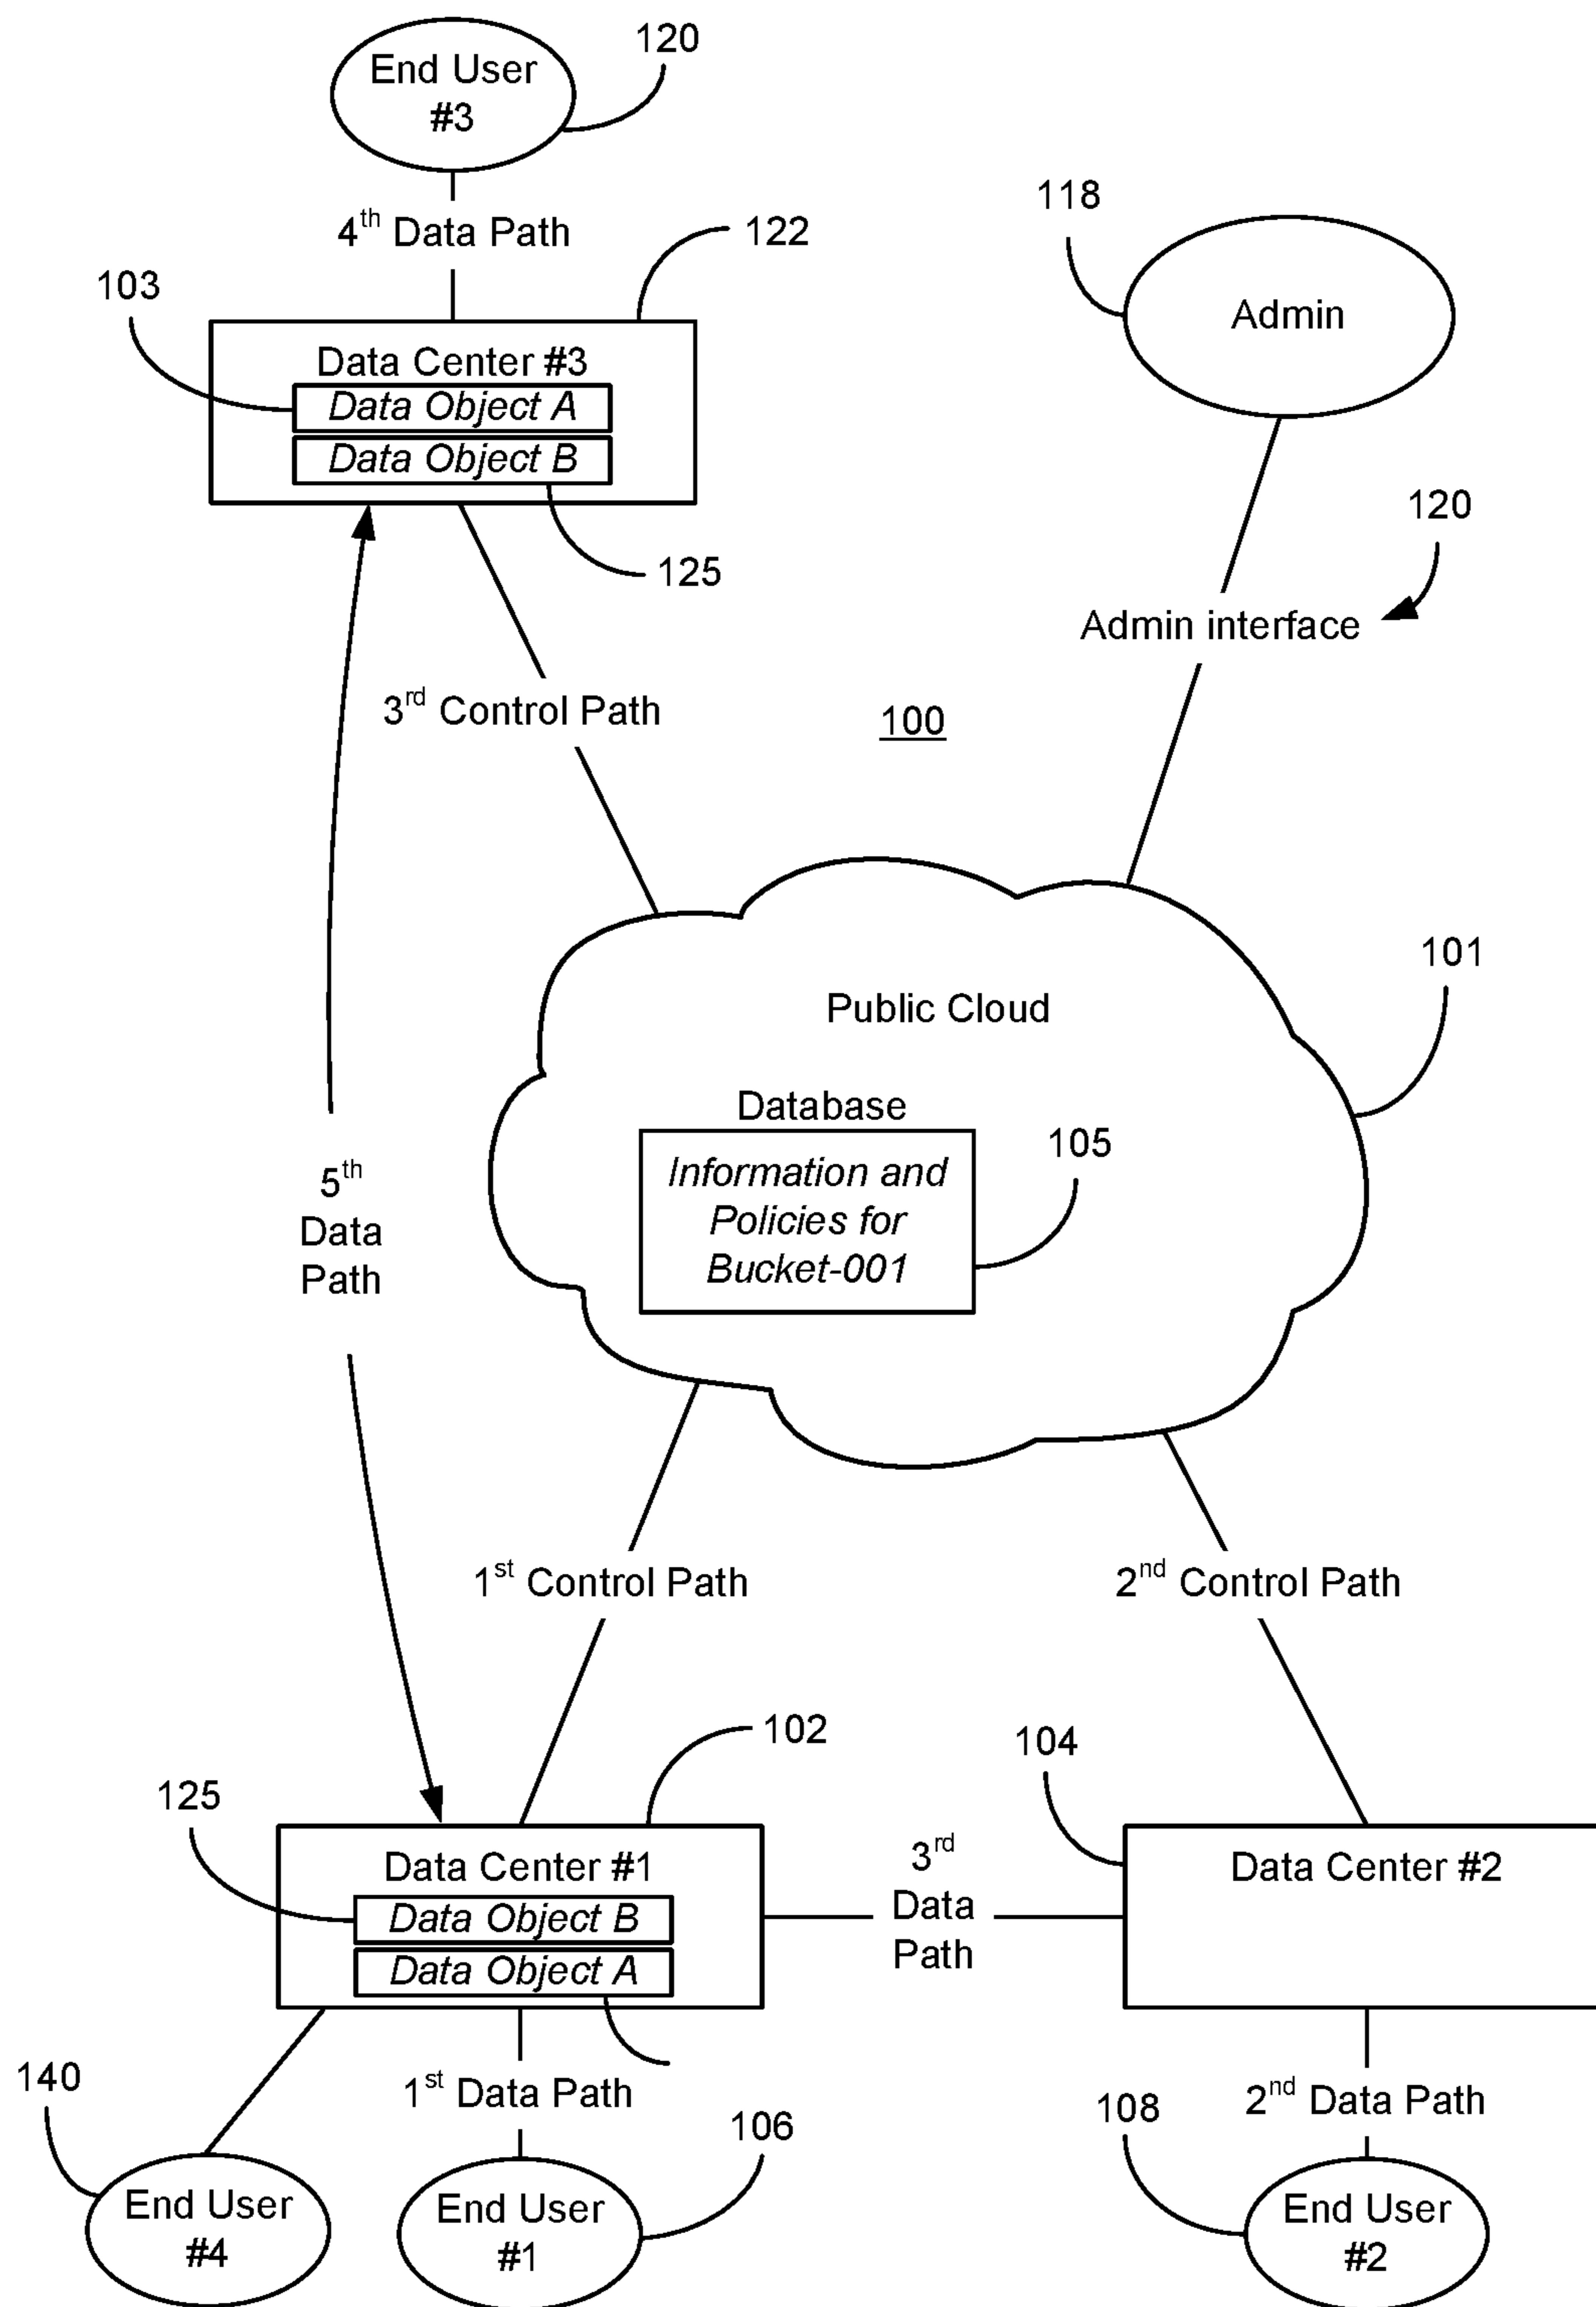 End User
#3
120
4th Data Path
122
118
Admin
103
Data Center #3
Data Object A
Data Object B
125
120
Admin interface
3rd Control Path
100
101
Public Cloud
Database
105
Information and
Policies for
Bucket-001
5th
Data
Path
1st Control Path
2nd Control Path
102
104
125
Data Center #1
Data Object B
Data Object A
3rd
Data
Path
Data Center #2
140
1st Data Path
106
108
2nd Data Path
End User
#4
End User
#1
End User
#2